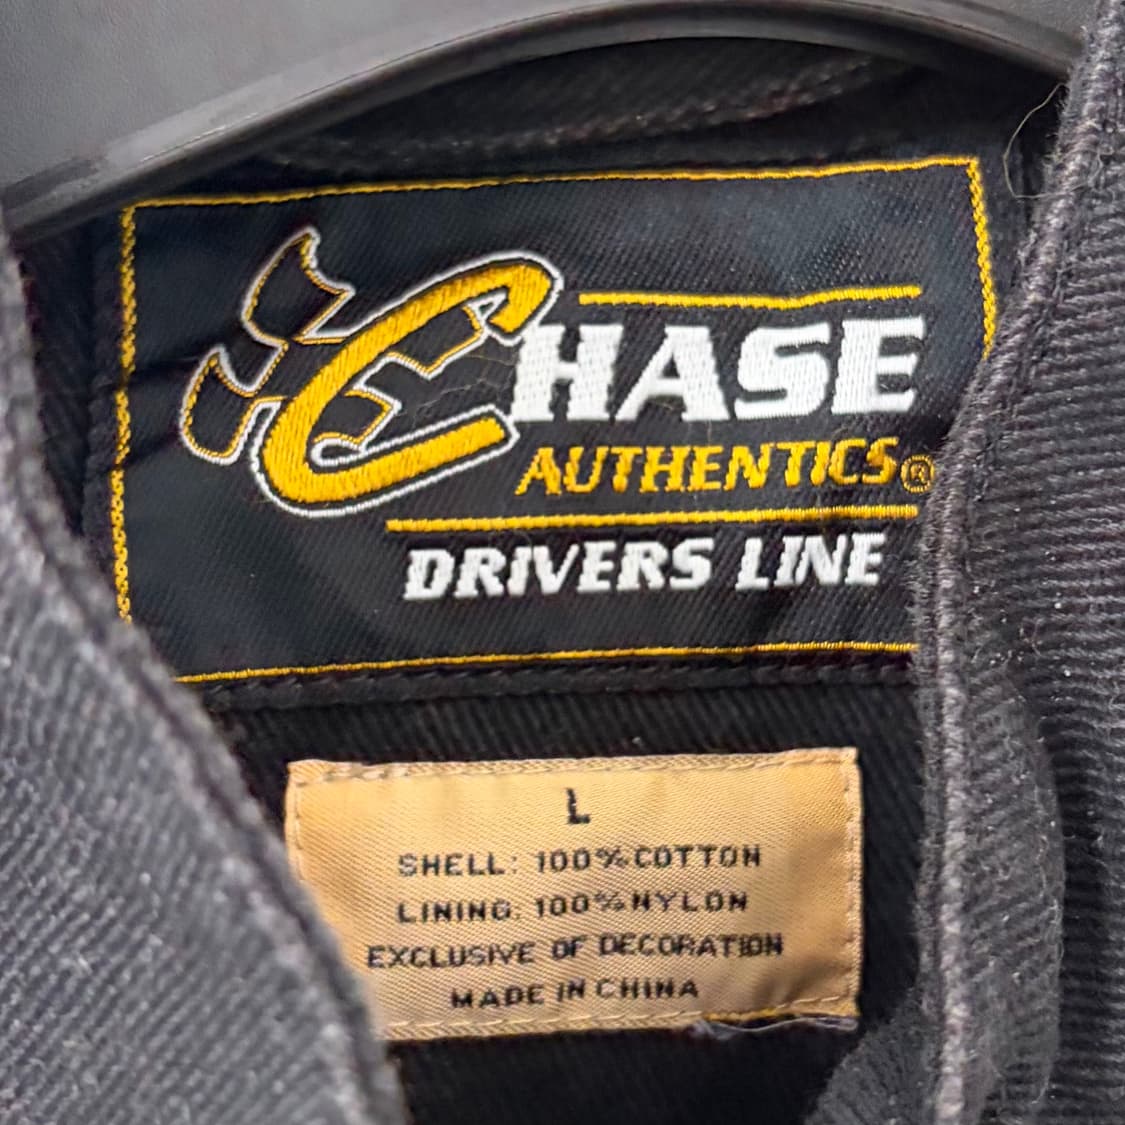 CHASE
AUTHENTICS®
DRIVERS LINE
L
SHELL: 100%COTTON
LINING: 100%NYLON
EXCLUSIVE OF DECORATION
MADE IN CHINA